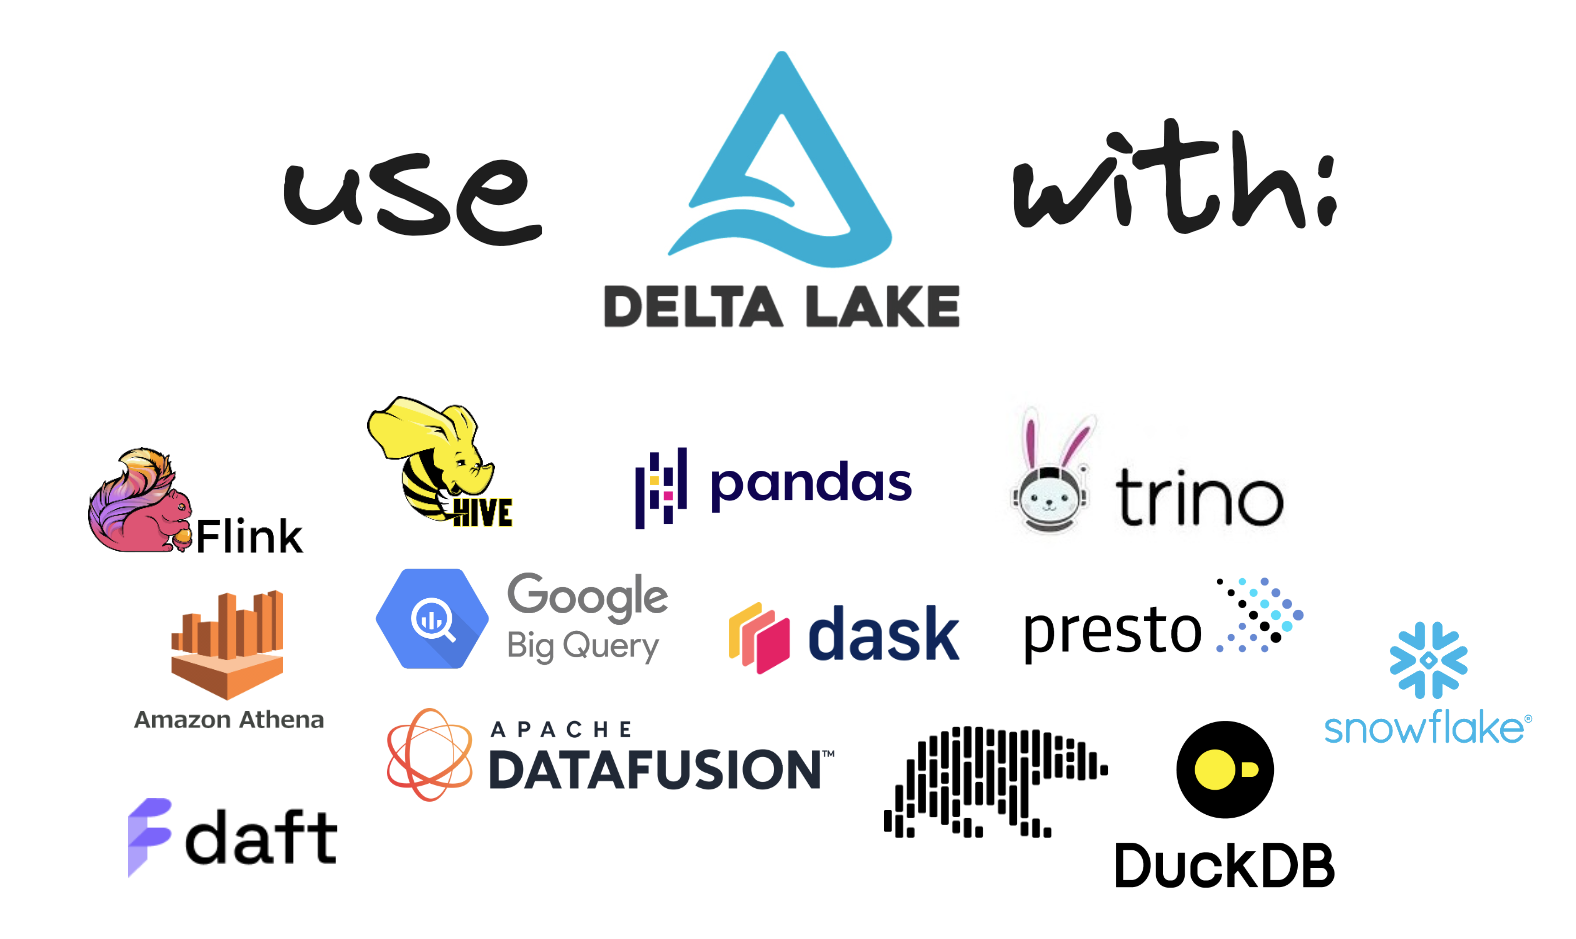 use
with:
DELTA LAKE
Flink
HIVE
pandas
trino
Amazon Athena
Google
Big Query
dask
presto
snowflake®
APACHE
DATAFUSION™
daft
DuckDB